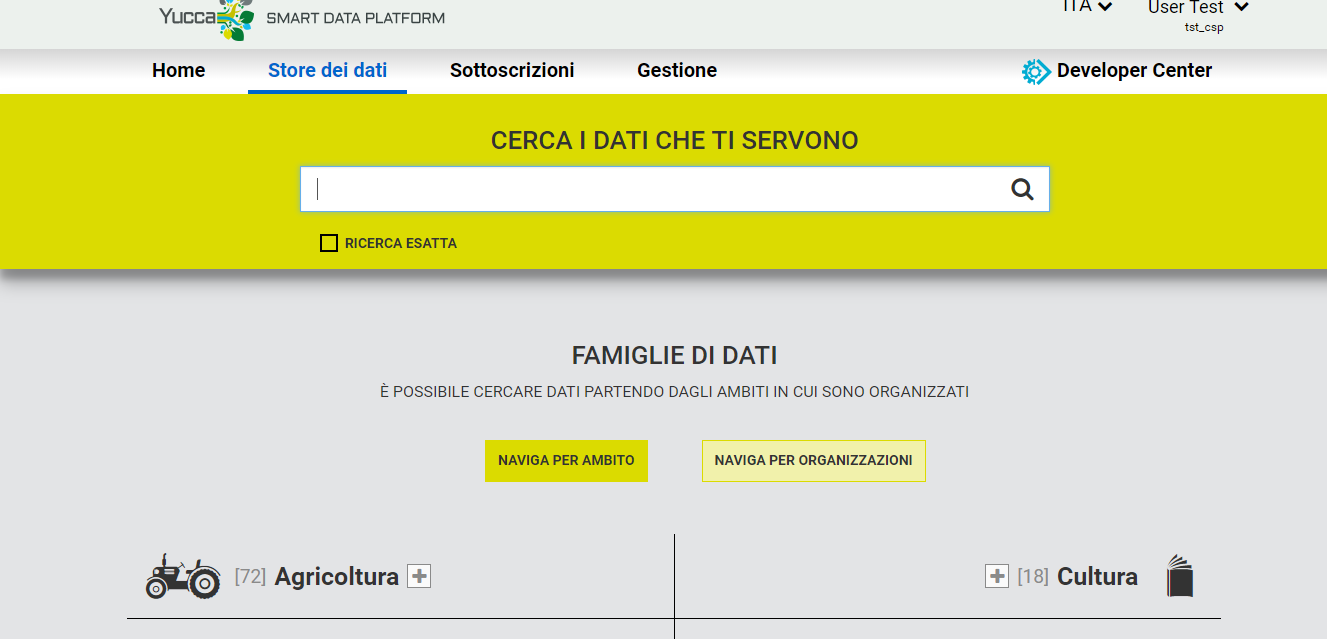 Yucca SMART DATA PLATFORM
ITA
User Test
tst_csp
Home
Store dei dati
Sottoscrizioni
Gestione
Developer Center
CERCA I DATI CHE TI SERVONO
RICERCA ESATTA
FAMIGLIE DI DATI
È POSSIBILE CERCARE DATI PARTENDO DAGLI AMBITI IN CUI SONO ORGANIZZATI
NAVIGA PER AMBITO
NAVIGA PER ORGANIZZAZIONI
[72] Agricoltura
[18] Cultura